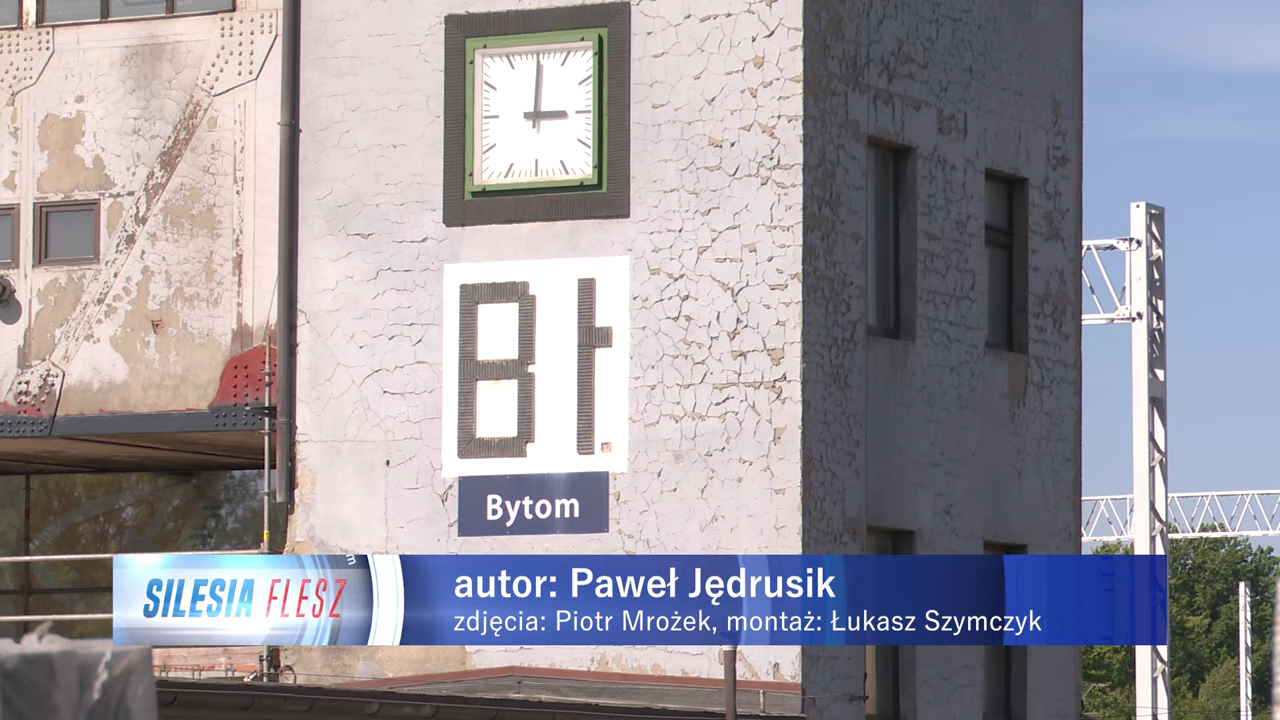 Bt
Bytom
SILESIA FLESZ
autor: Paweł Jędrusik
zdjęcia: Piotr Mrożek, montaż: Łukasz Szymczyk